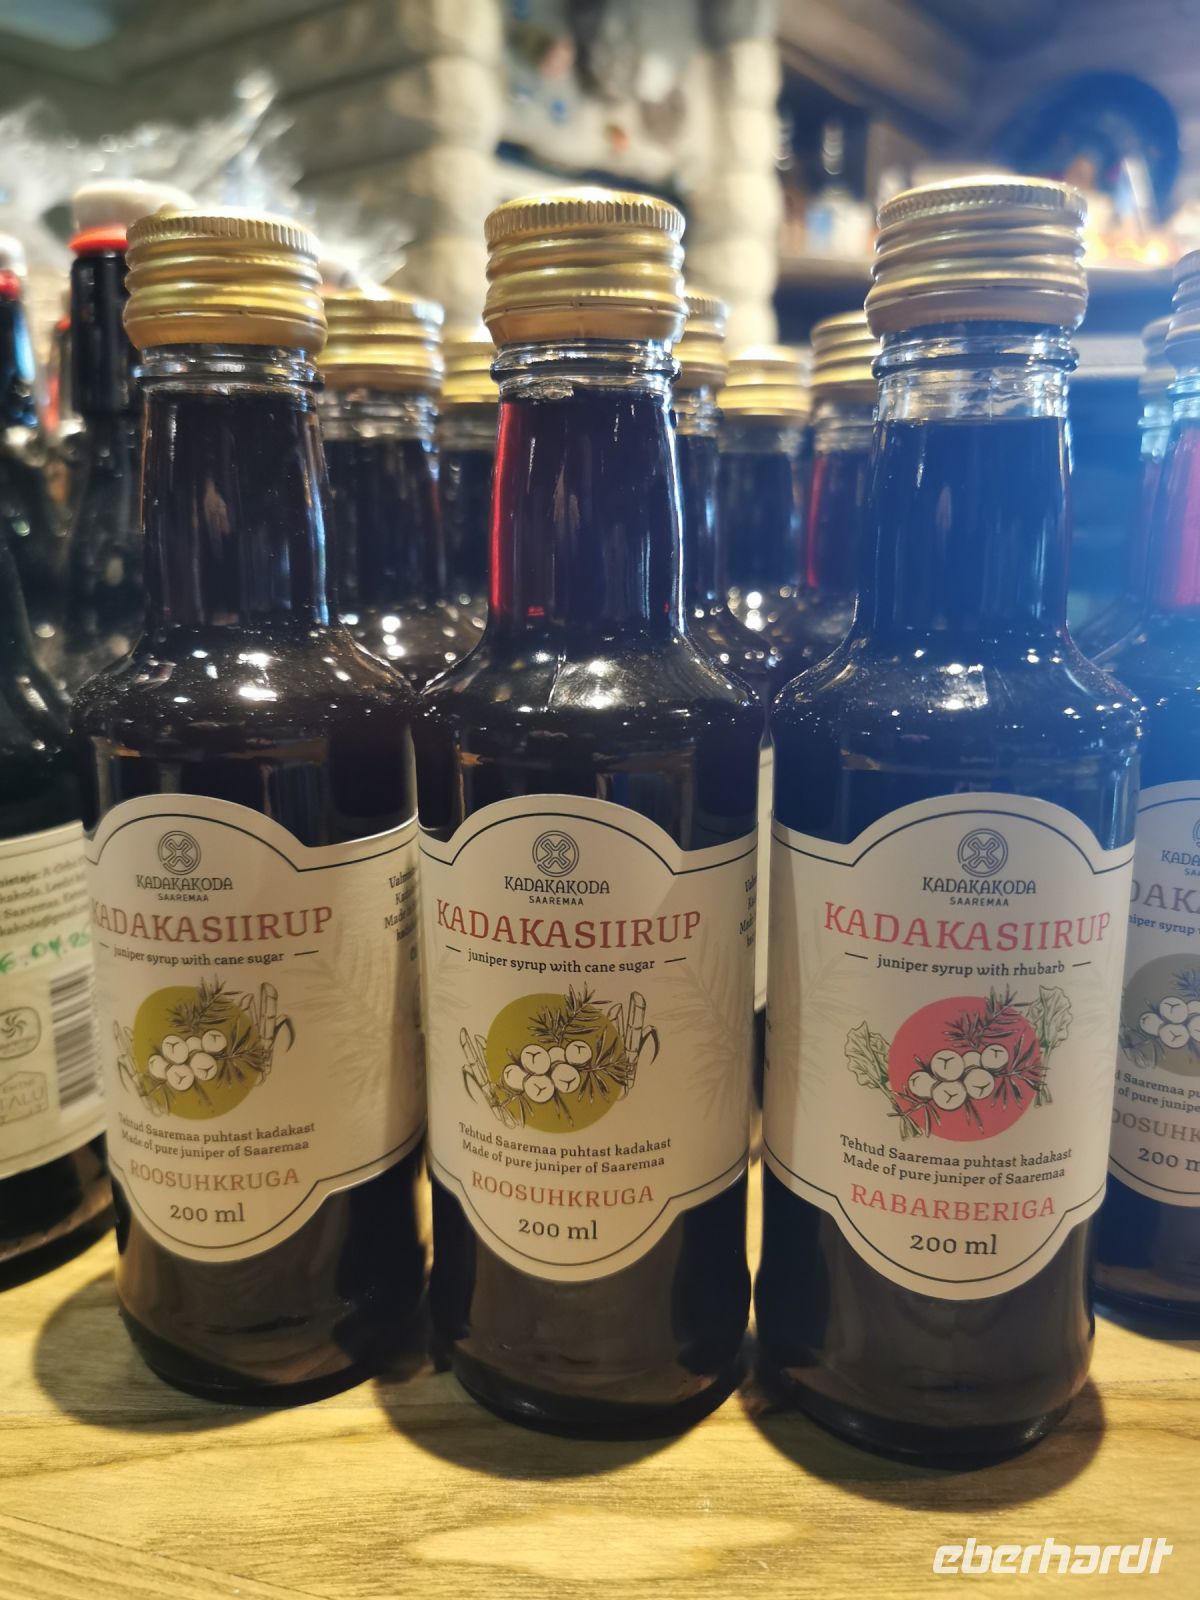 KADAKAKODA
SAAREMAA
KADAKASIIRUP
juniper syrup with cane sugar
Tehtud Saaremaa puhtast kadakast
Made of pure juniper of Saaremaa
ROOSUHKRUGA
200 ml
KADAKAKODA
SAAREMAA
KADAKASIIRUP
juniper syrup with cane sugar
Tehtud Saaremaa puhtast kadakast
Made of pure juniper of Saaremaa
ROOSUHKRUGA
200 ml
KADAKAKODA
SAAREMAA
KADAKASIIRUP
juniper syrup with rhubarb
Tehtud Saaremaa puhtast kadakast
Made of pure juniper of Saaremaa
RABARBERIGA
200 ml
eberhardt